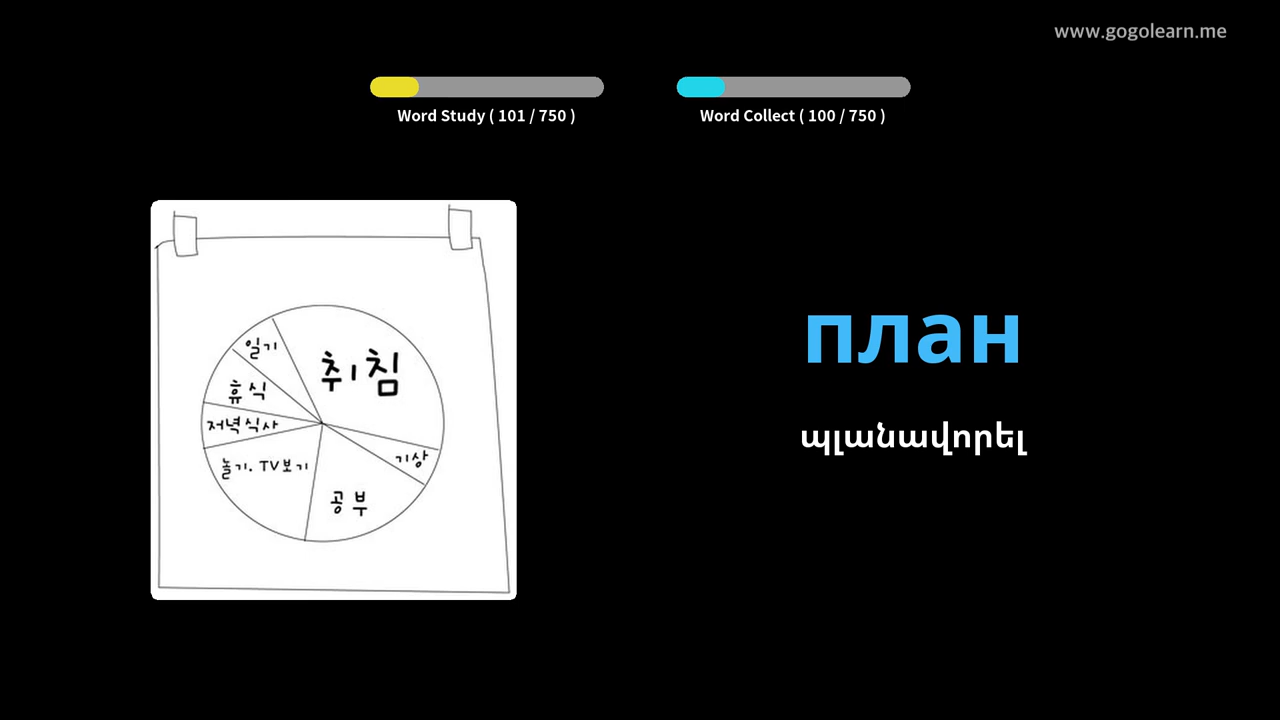 www.gogolearn.me
Word Study ( 101 / 750 )
Word Collect ( 100 / 750 )
일기
취침
휴식
저녁식사
놀기. TV보기
기상
공부
план
պլանավորել